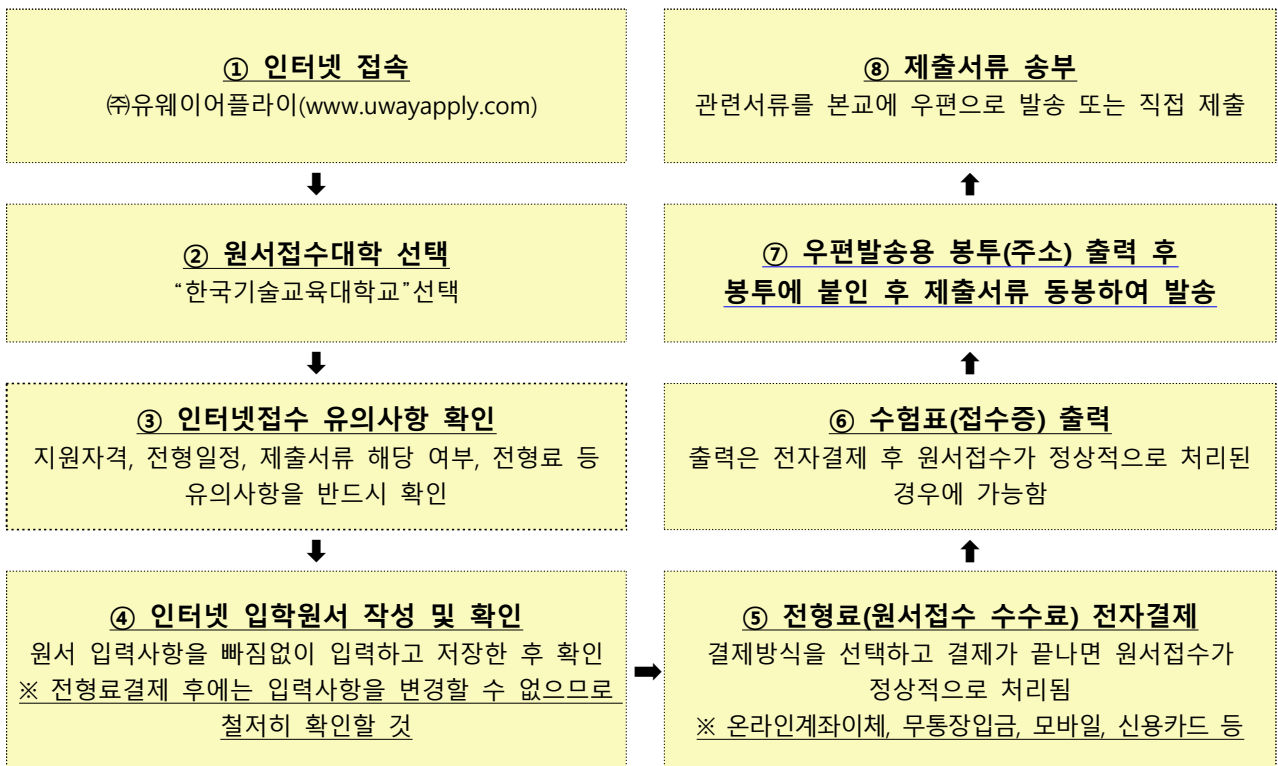 ① 인터넷 접속
㈜유웨이어플라이(www.uwayapply.com)
② 원서접수대학 선택
“한국기술교육대학교”선택
③ 인터넷접수 유의사항 확인
지원자격, 전형일정, 제출서류 해당 여부, 전형료 등
유의사항을 반드시 확인
④ 인터넷 입학원서 작성 및 확인
원서 입력사항을 빠짐없이 입력하고 저장한 후 확인
※ 전형료결제 후에는 입력사항을 변경할 수 없으므로
철저히 확인할 것
⑤ 전형료(원서접수 수수료) 전자결제
결제방식을 선택하고 결제가 끝나면 원서접수가
정상적으로 처리됨
※ 온라인계좌이체, 무통장입금, 모바일, 신용카드 등
⑥ 수험표(접수증) 출력
출력은 전자결제 후 원서접수가 정상적으로 처리된
경우에 가능함
⑦ 우편발송용 봉투(주소) 출력 후
봉투에 붙인 후 제출서류 동봉하여 발송
⑧ 제출서류 송부
관련서류를 본교에 우편으로 발송 또는 직접 제출